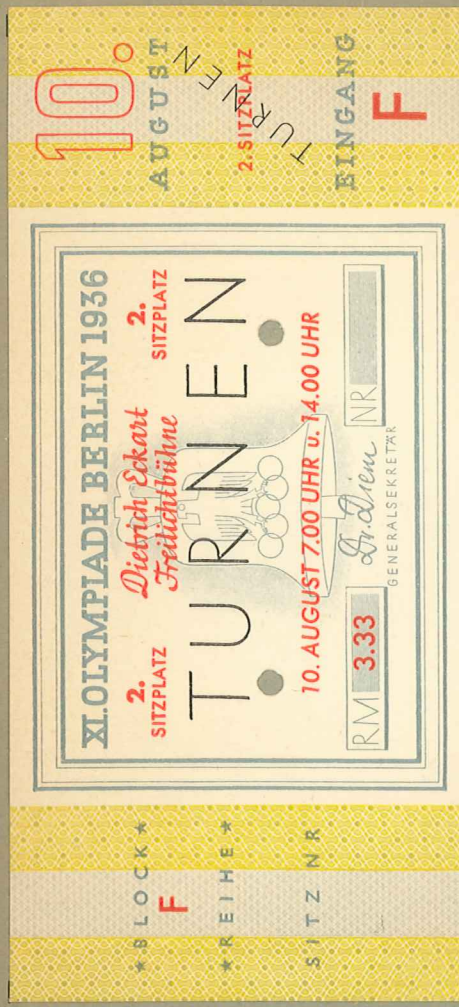 ★BLOCK★
F
★REIHE★
SITZ NR
XI. OLYMPIADE BERLIN 1936
2.
SITZPLATZ
Dietrich Eckart
Freilichtbühne
2.
SITZPLATZ
TURNEN
10. AUGUST 7.00 UHR u. 14.00 UHR
RM 3.33
Dr. Diem
GENERALSEKRETÄR
NR
10.
AUGUST
TURNEN
2. SITZPLATZ
EINGANG
F